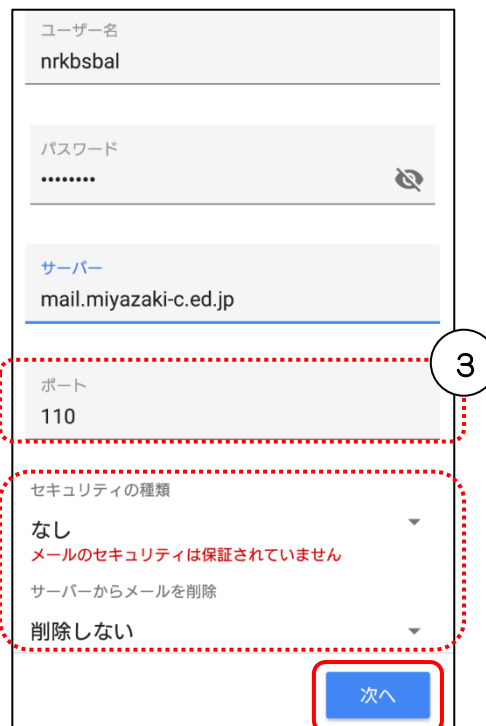 ユーザー名
nrkbsbal
パスワード
••••••••
サーバー
mail.miyazaki-c.ed.jp
3
ポート
110
セキュリティの種類
なし
メールのセキュリティは保証されていません
サーバーからメールを削除
削除しない
次へ